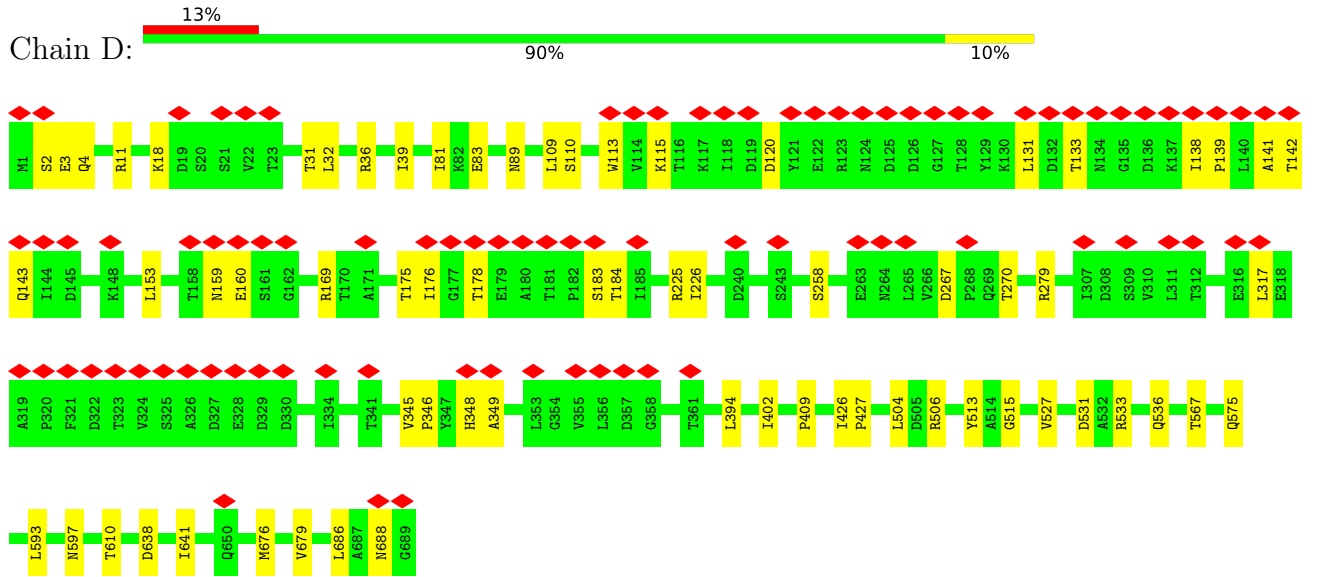 13%
Chain D:
90% 10%
M1 S2 E3 Q4 R11 K18 D19 S20 S21 V22 T23 T31 L32 R36 I39 I81 K82 E83 N89 L109 S110 W113 V114 K115 T116 K117 I118 D119 D120 Y121 E122 R123 N124 D125 D126 G127 T128 Y129 K130 L131 D132 T133 N134 G135 D136 K137 I138 P139 L140 A141 T142
Q143 I144 D145 K148 L153 T158 N159 E160 S161 G162 R169 T170 A171 T175 I176 G177 T178 E179 A180 T181 P182 S183 T184 I185 R225 I226 D240 S243 S258 E263 N264 L265 V266 D267 P268 Q269 T270 R279 I307 D308 S309 V310 L311 T312 E316 L317 E318
A319 P320 F321 D322 T323 V324 S325 A326 D327 E328 D329 D330 I334 T341 V345 P346 Y347 H348 A349 L353 G354 V355 L356 D357 G358 T361 L394 I402 P409 I426 P427 L504 D505 R506 Y513 A514 G515 V527 D531 A532 R533 Q536 T567 Q575
L593 N597 T610 D638 I641 Q650 M676 V679 L686 A687 N688 G689